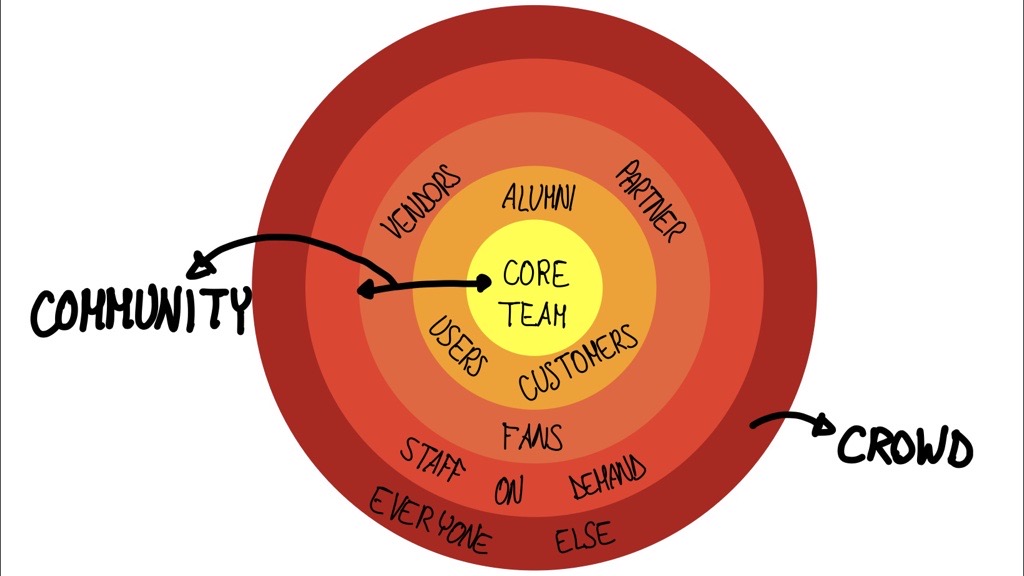 VENDORS
ALUMNI
PARTNER
CORE
TEAM
COMMUNITY
USERS
CUSTOMERS
FANS
CROWD
STAFF ON DEMAND
EVERYONE ELSE